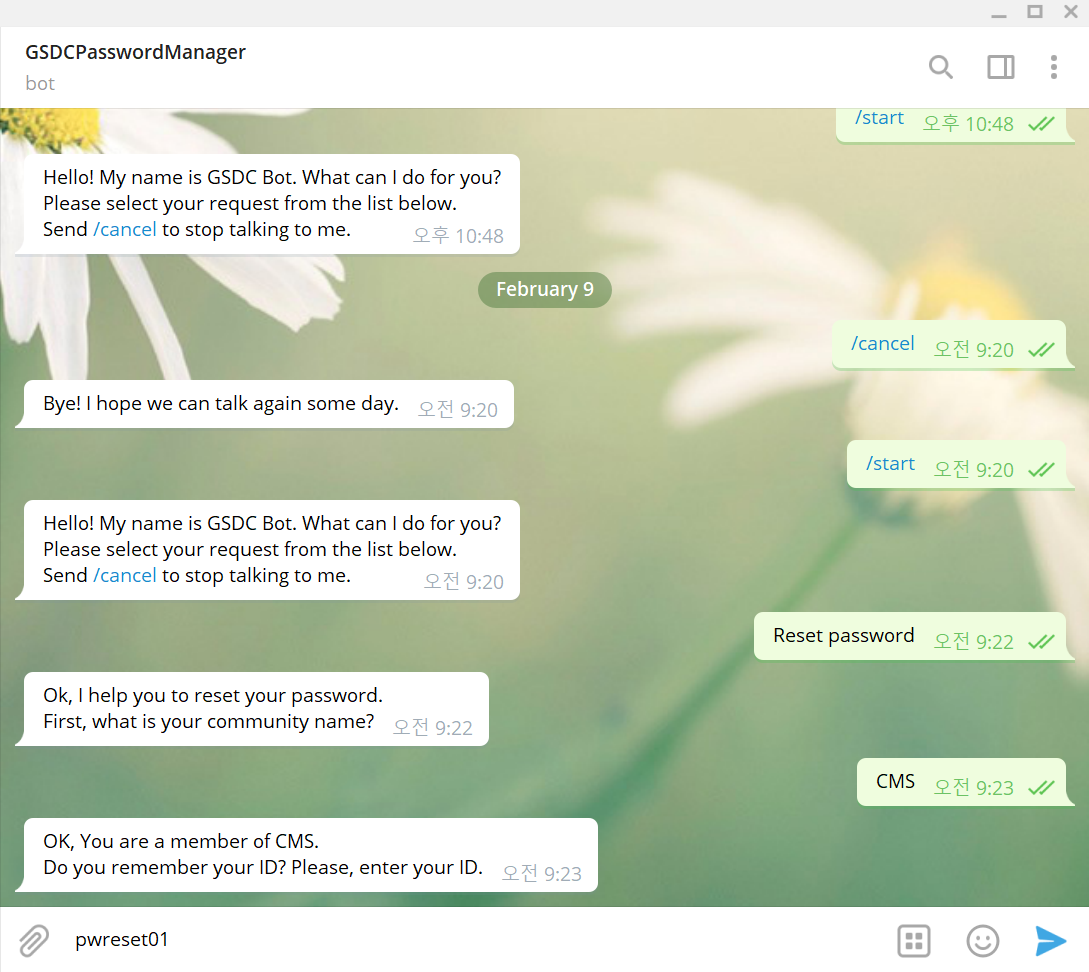 GSDCPasswordManager
bot
/start 오후 10:48
Hello! My name is GSDC Bot. What can I do for you?
Please select your request from the list below.
Send /cancel to stop talking to me. 오후 10:48
February 9
/cancel 오전 9:20
Bye! I hope we can talk again some day. 오전 9:20
/start 오전 9:20
Hello! My name is GSDC Bot. What can I do for you?
Please select your request from the list below.
Send /cancel to stop talking to me. 오전 9:20
Reset password 오전 9:22
Ok, I help you to reset your password.
First, what is your community name? 오전 9:22
CMS 오전 9:23
OK, You are a member of CMS.
Do you remember your ID? Please, enter your ID. 오전 9:23
pwreset01